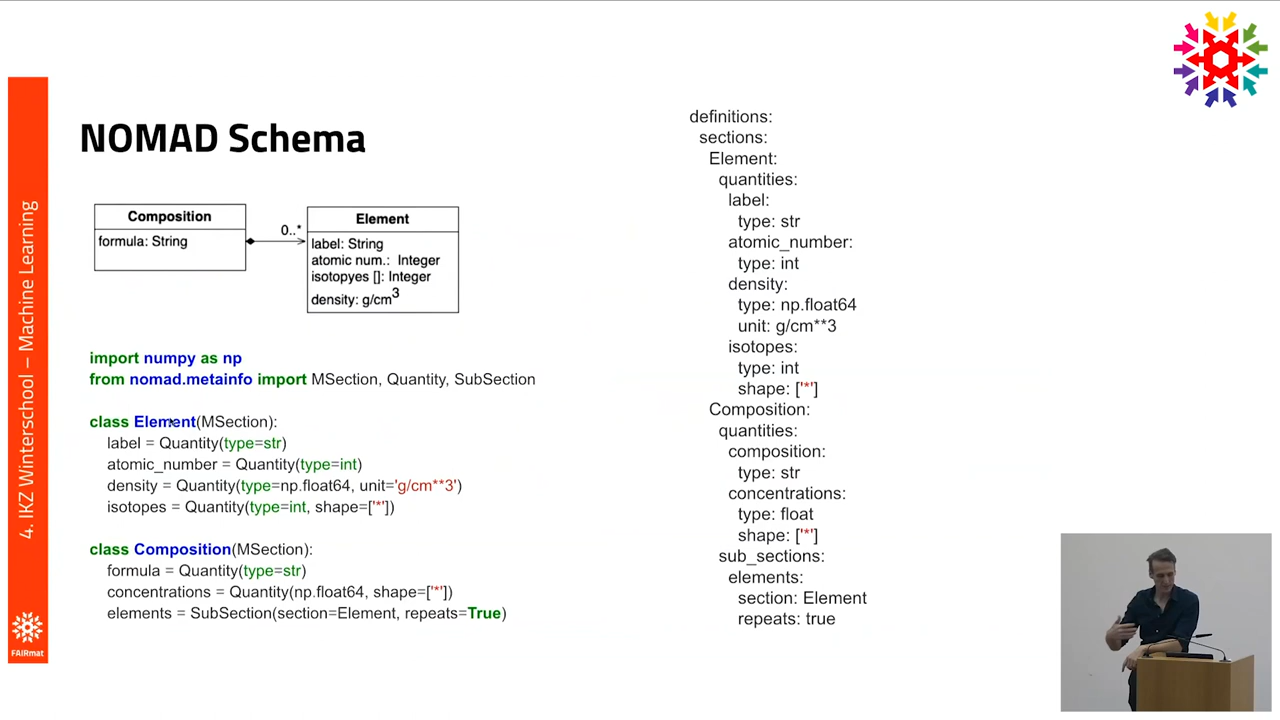 4. IKZ Winterschool – Machine Learning
FAIRmat
NOMAD Schema
Composition
formula: String
0..*
Element
label: String
atomic num.: Integer
isotopyes []: Integer
density: g/cm3
import numpy as np
from nomad.metainfo import MSection, Quantity, SubSection
class Element(MSection):
label = Quantity(type=str)
atomic_number = Quantity(type=int)
density = Quantity(type=np.float64, unit='g/cm**3')
isotopes = Quantity(type=int, shape=['*'])
class Composition(MSection):
formula = Quantity(type=str)
concentrations = Quantity(np.float64, shape=['*'])
elements = SubSection(section=Element, repeats=True)
definitions:
sections:
Element:
quantities:
label:
type: str
atomic_number:
type: int
density:
type: np.float64
unit: g/cm**3
isotopes:
type: int
shape: ['*']
Composition:
quantities:
composition:
type: str
concentrations:
type: float
shape: ['*']
sub_sections:
elements:
section: Element
repeats: true